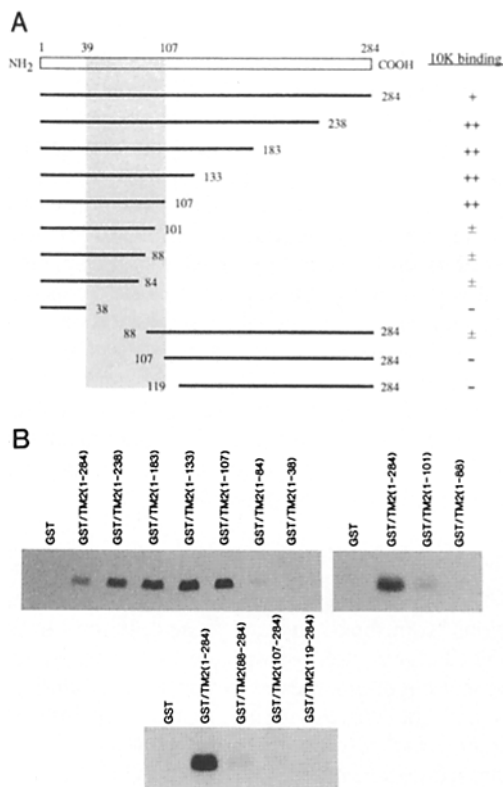 A
1 39 107 284
NH2 COOH 10K binding
284 +
238 ++
183 ++
133 ++
107 ++
101 ±
88 ±
84 ±
38 -
88 284 ±
107 284 -
119 284 -
B
GST
GST/TM2(1-284)
GST/TM2(1-238)
GST/TM2(1-183)
GST/TM2(1-133)
GST/TM2(1-107)
GST/TM2(1-84)
GST/TM2(1-38)
GST
GST/TM2(1-284)
GST/TM2(1-101)
GST/TM2(1-88)
GST
GST/TM2(1-284)
GST/TM2(88-284)
GST/TM2(107-284)
GST/TM2(119-284)